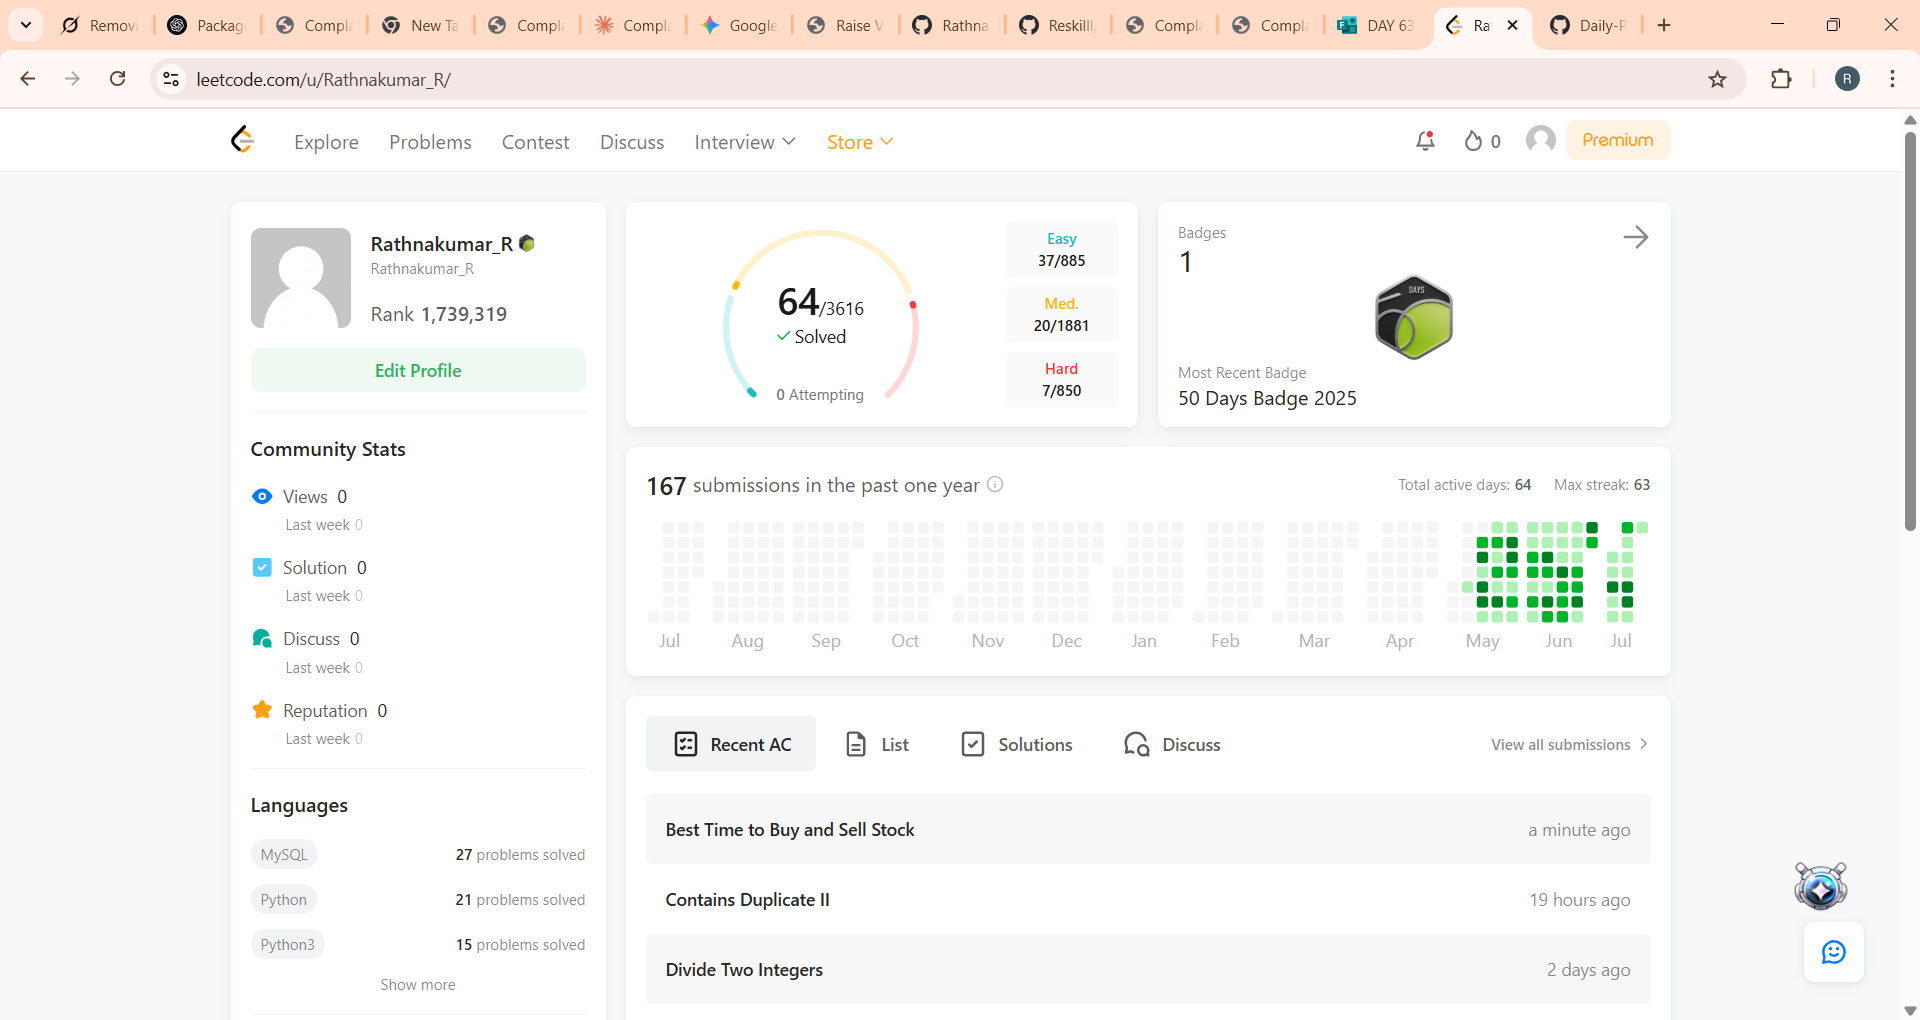 Removi
Packag
Compla
New Ta
Compla
Compla
Google
Raise V
Rathna
Reskilll/
Compla
Compla
DAY 63
Ra
Daily-P
leetcode.com/u/Rathnakumar_R/
R
Explore
Problems
Contest
Discuss
Interview
Store
0
Premium
Rathnakumar_R
Rathnakumar_R
Rank 1,739,319
Edit Profile
Community Stats
Views 0
Last week 0
Solution 0
Last week 0
Discuss 0
Last week 0
Reputation 0
Last week 0
Languages
MySQL 27 problems solved
Python 21 problems solved
Python3 15 problems solved
Show more
64/3616
Solved
0 Attempting
Easy
37/885
Med.
20/1881
Hard
7/850
Badges
1
DAYS
Most Recent Badge
50 Days Badge 2025
167 submissions in the past one year
Total active days: 64 Max streak: 63
Jul Aug Sep Oct Nov Dec Jan Feb Mar Apr May Jun Jul
Recent AC
List
Solutions
Discuss
View all submissions
Best Time to Buy and Sell Stock a minute ago
Contains Duplicate II 19 hours ago
Divide Two Integers 2 days ago